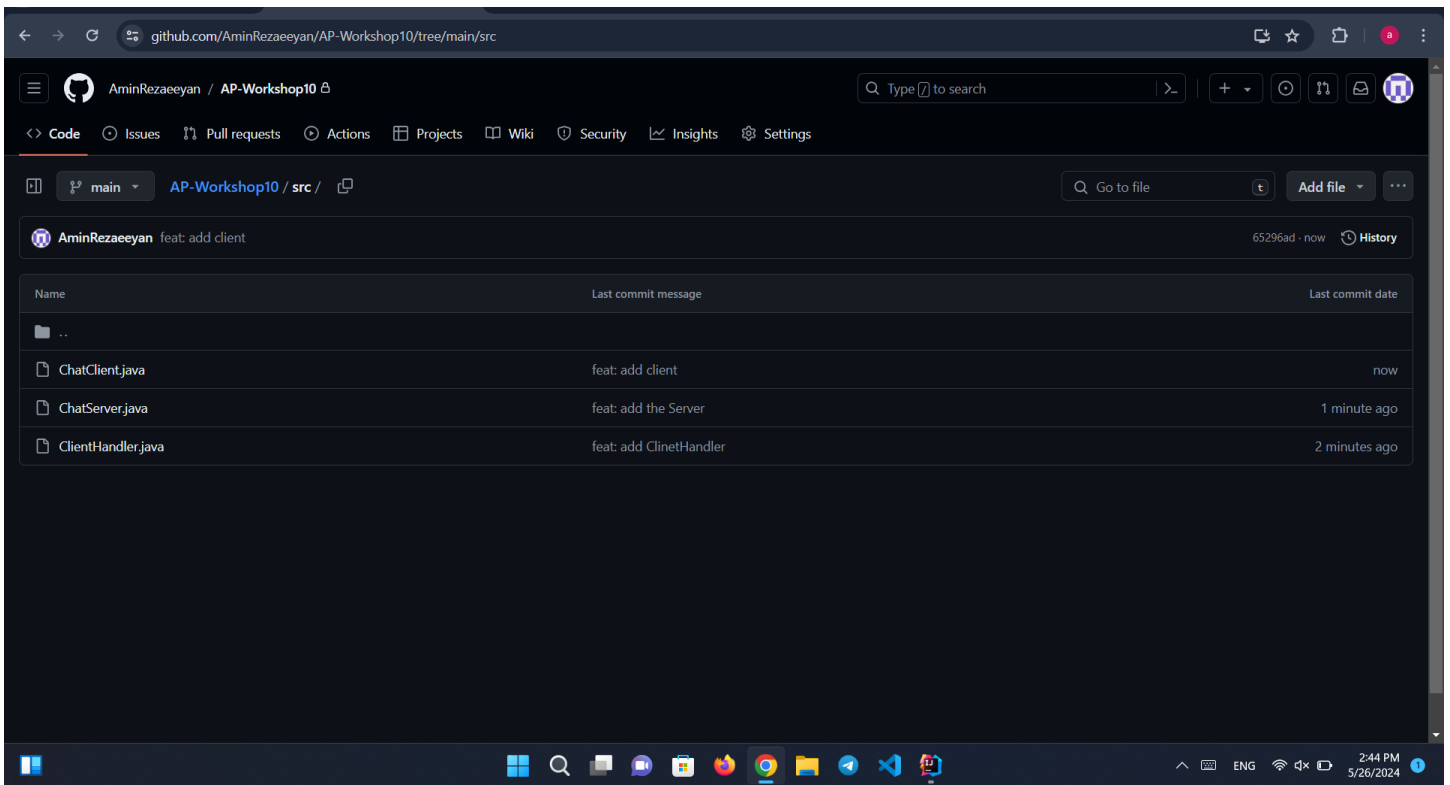 github.com/AminRezaeeyan/AP-Workshop10/tree/main/src
a
AminRezaeeyan / AP-Workshop10
Type / to search
Code Issues Pull requests Actions Projects Wiki Security Insights Settings
main AP-Workshop10 / src / Go to file t Add file
AminRezaeeyan feat: add client 65296ad · now History
Name Last commit message Last commit date
..
ChatClient.java feat: add client now
ChatServer.java feat: add the Server 1 minute ago
ClientHandler.java feat: add ClinetHandler 2 minutes ago
ENG 2:44 PM
5/26/2024 1